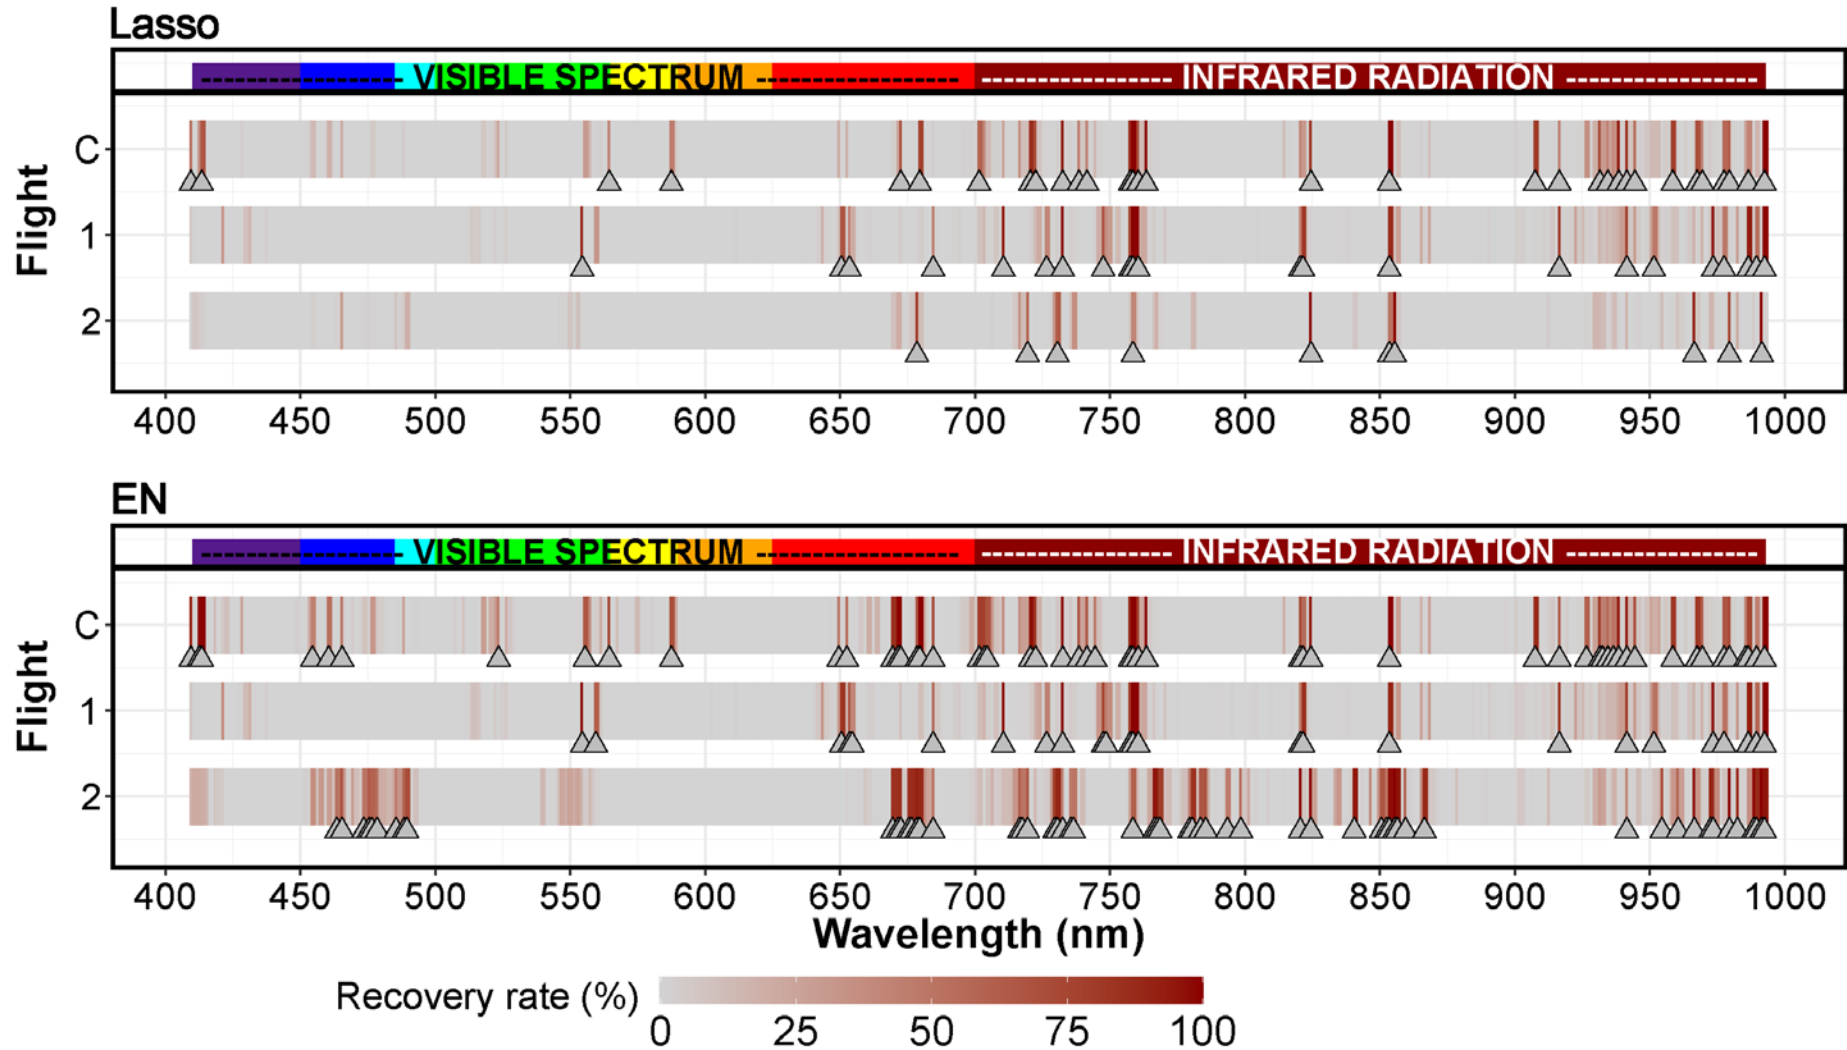 Lasso
--------------- VISIBLE SPECTRUM ---------------
--------------- INFRARED RADIATION ---------------
Flight
C
1
2
400 450 500 550 600 650 700 750 800 850 900 950 1000
EN
--------------- VISIBLE SPECTRUM ---------------
--------------- INFRARED RADIATION ---------------
Flight
C
1
2
400 450 500 550 600 650 700 750 800 850 900 950 1000
Wavelength (nm)
Recovery rate (%)
0 25 50 75 100